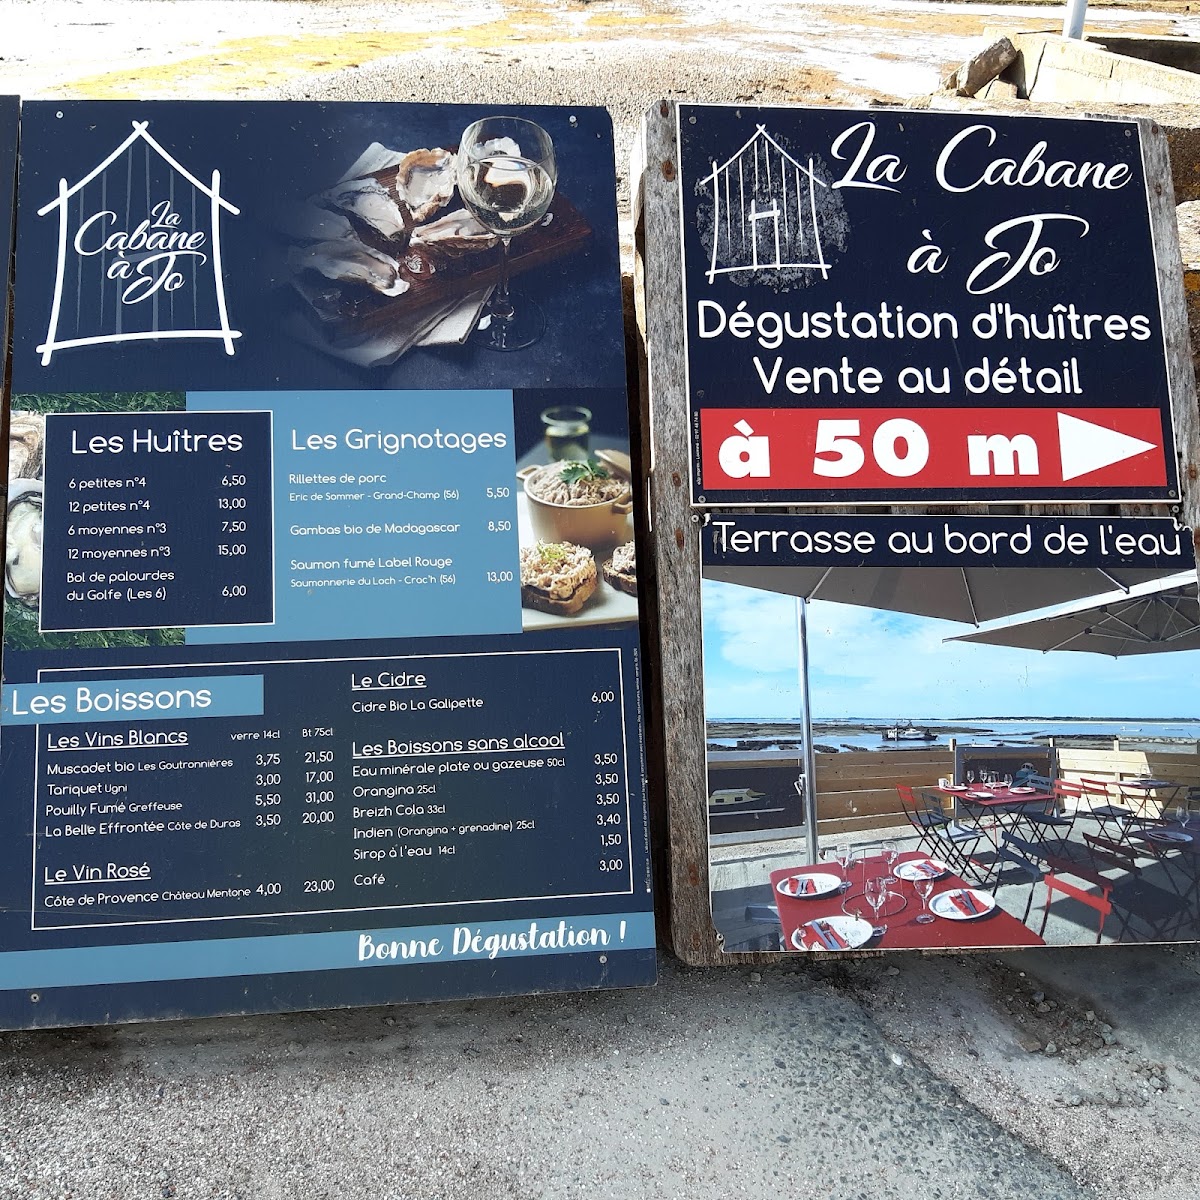 La
Cabane
à Jo
Les Huîtres
6 petites n°4 6,50
12 petites n°4 13,00
6 moyennes n°3 7,50
12 moyennes n°3 15,00
Bol de palourdes
du Golfe (Les 6) 6,00
Les Grignotages
Rillettes de porc
Eric de Sommer - Grand-Champ (56) 5,50
Gambas bio de Madagascar 8,50
Saumon fumé Label Rouge
Saumonnerie du Loch - Croc'h (56) 13,00
Les Boissons
Les Vins Blancs verre 14cl Bt 75cl
Muscadet bio Les Goutronnières 3,75 21,50
Tariquet Ugni 3,00 17,00
Pouilly Fumé Greffeuse 5,50 31,00
La Belle Effrontée Côte de Duras 3,50 20,00
Le Vin Rosé
Côte de Provence Château Mentone 4,00 23,00
Le Cidre
Cidre Bio La Galipette 6,00
Les Boissons sans alcool
Eau minérale plate ou gazeuse 50cl 3,50
Orangina 25cl 3,50
Breizh Cola 33cl 3,50
Indien (Orangina + grenadine) 25cl 3,40
Sirop à l'eau 14cl 1,50
Café 3,00
Bonne Dégustation !
La Cabane
à Jo
Dégustation d'huîtres
Vente au détail
à 50 m
Terrasse au bord de l'eau